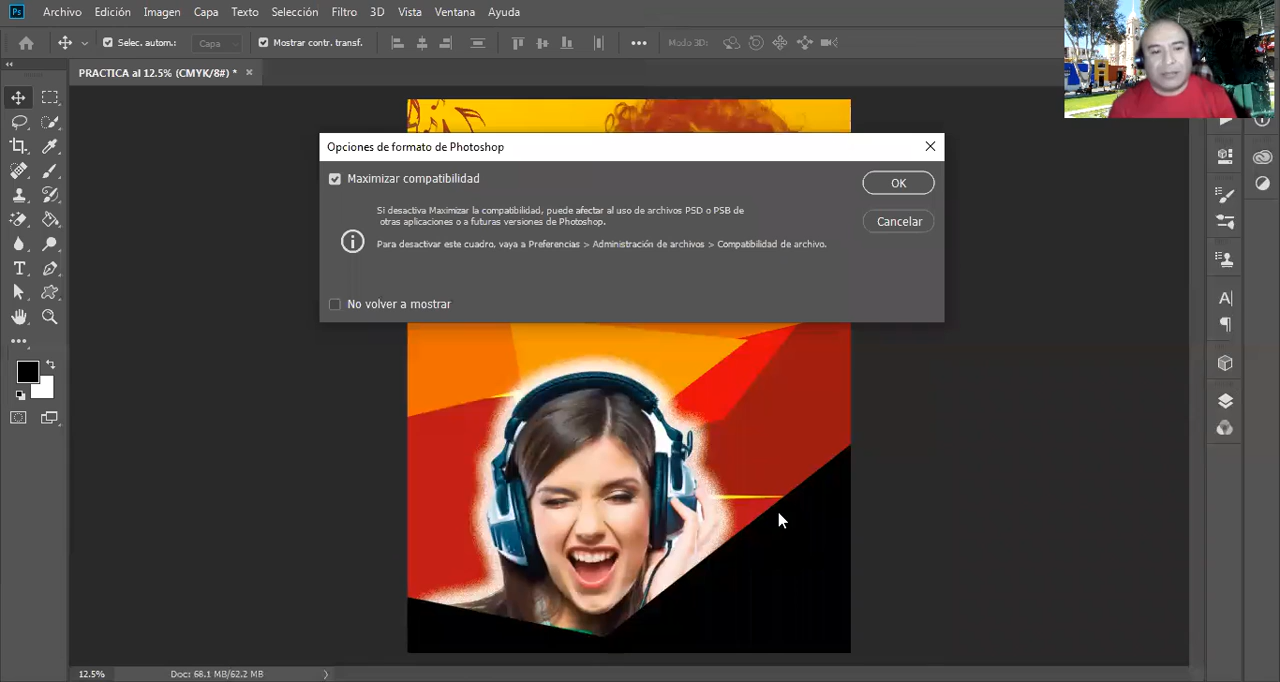 Ps Archivo Edición Imagen Capa Texto Selección Filtro 3D Vista Ventana Ayuda
Selec. autom.: Capa Mostrar contr. transf. Modo 3D:
PRACTICA al 12.5% (CMYK/8#) *
Opciones de formato de Photoshop
Maximizar compatibilidad
OK
Si desactiva Maximizar la compatibilidad, puede afectar al uso de archivos PSD o PSB de
otras aplicaciones o a futuras versiones de Photoshop.
Cancelar
Para desactivar este cuadro, vaya a Preferencias > Administración de archivos > Compatibilidad de archivo.
No volver a mostrar
12.5% Doc: 68.1 MB/62.2 MB